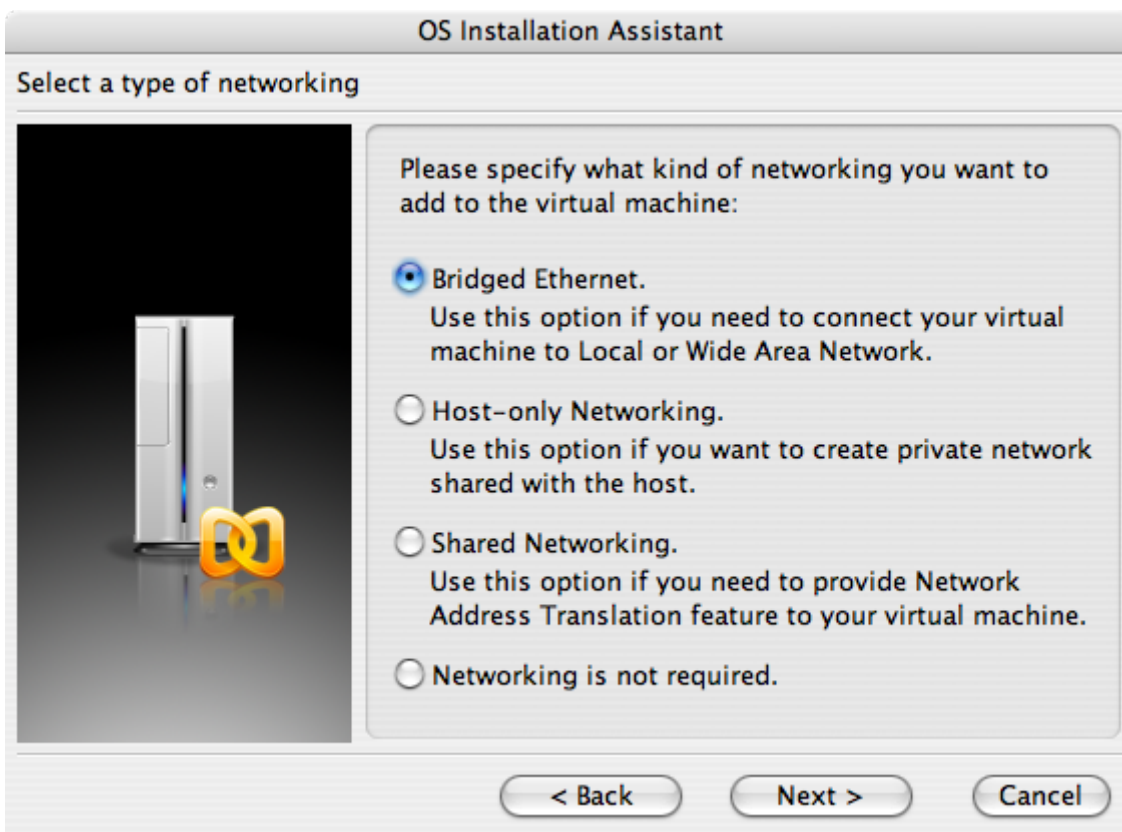 OS Installation Assistant
Select a type of networking
Please specify what kind of networking you want to
add to the virtual machine:
Bridged Ethernet.
Use this option if you need to connect your virtual
machine to Local or Wide Area Network.
Host-only Networking.
Use this option if you want to create private network
shared with the host.
Shared Networking.
Use this option if you need to provide Network
Address Translation feature to your virtual machine.
Networking is not required.
< Back
Next >
Cancel